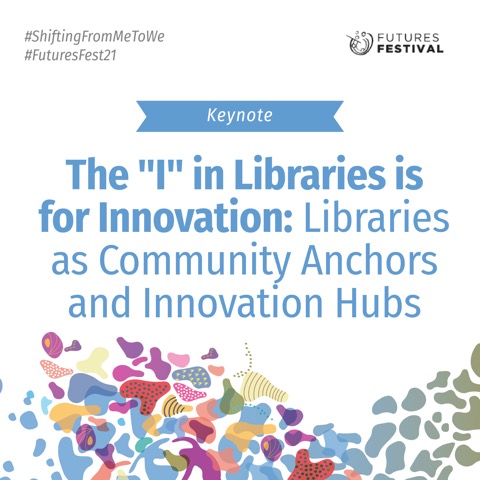 #ShiftingFromMeToWe
#FuturesFest21
FUTURES
FESTIVAL
Keynote
The "I" in Libraries is
for Innovation: Libraries
as Community Anchors
and Innovation Hubs